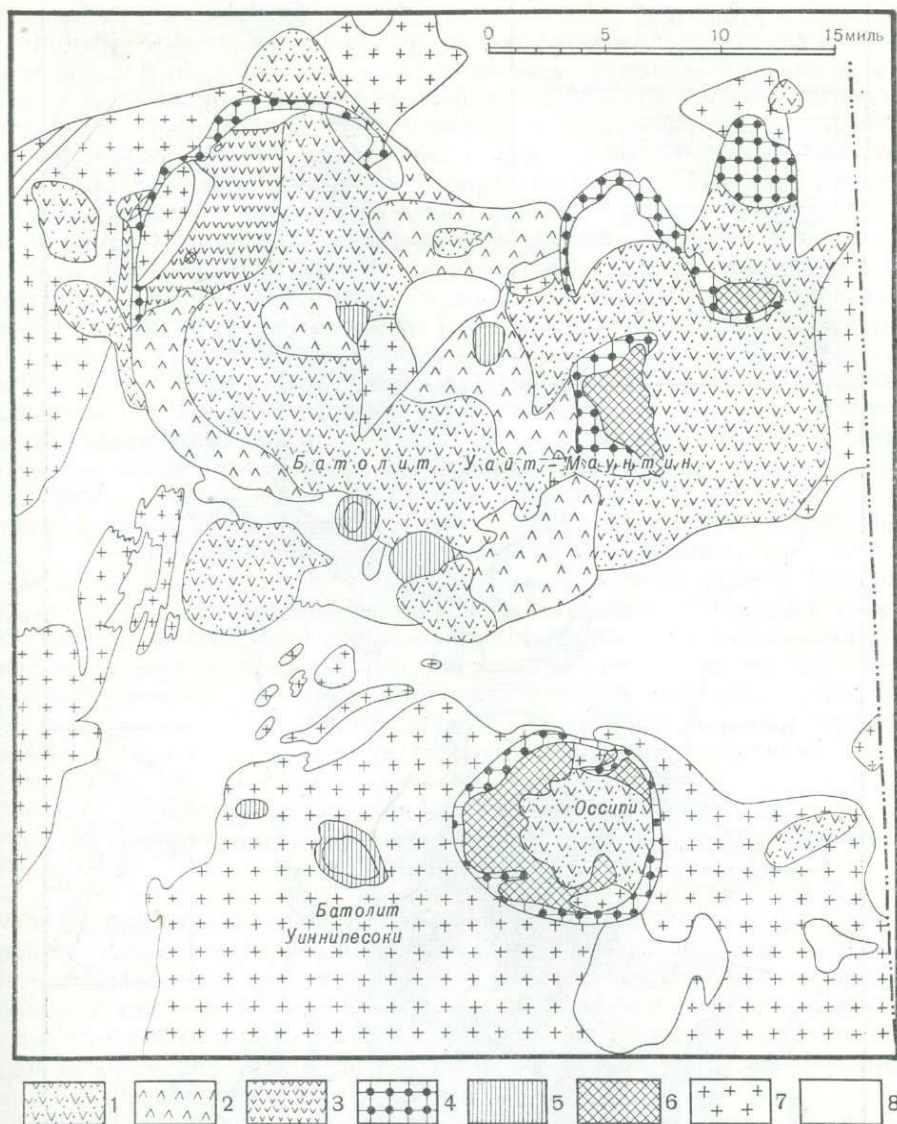 0 5 10 15 миль
Батолит Уайт-Маунтин
Оссипи
Батолит
Уиннипесоки
1 2 3 4 5 6 7 8